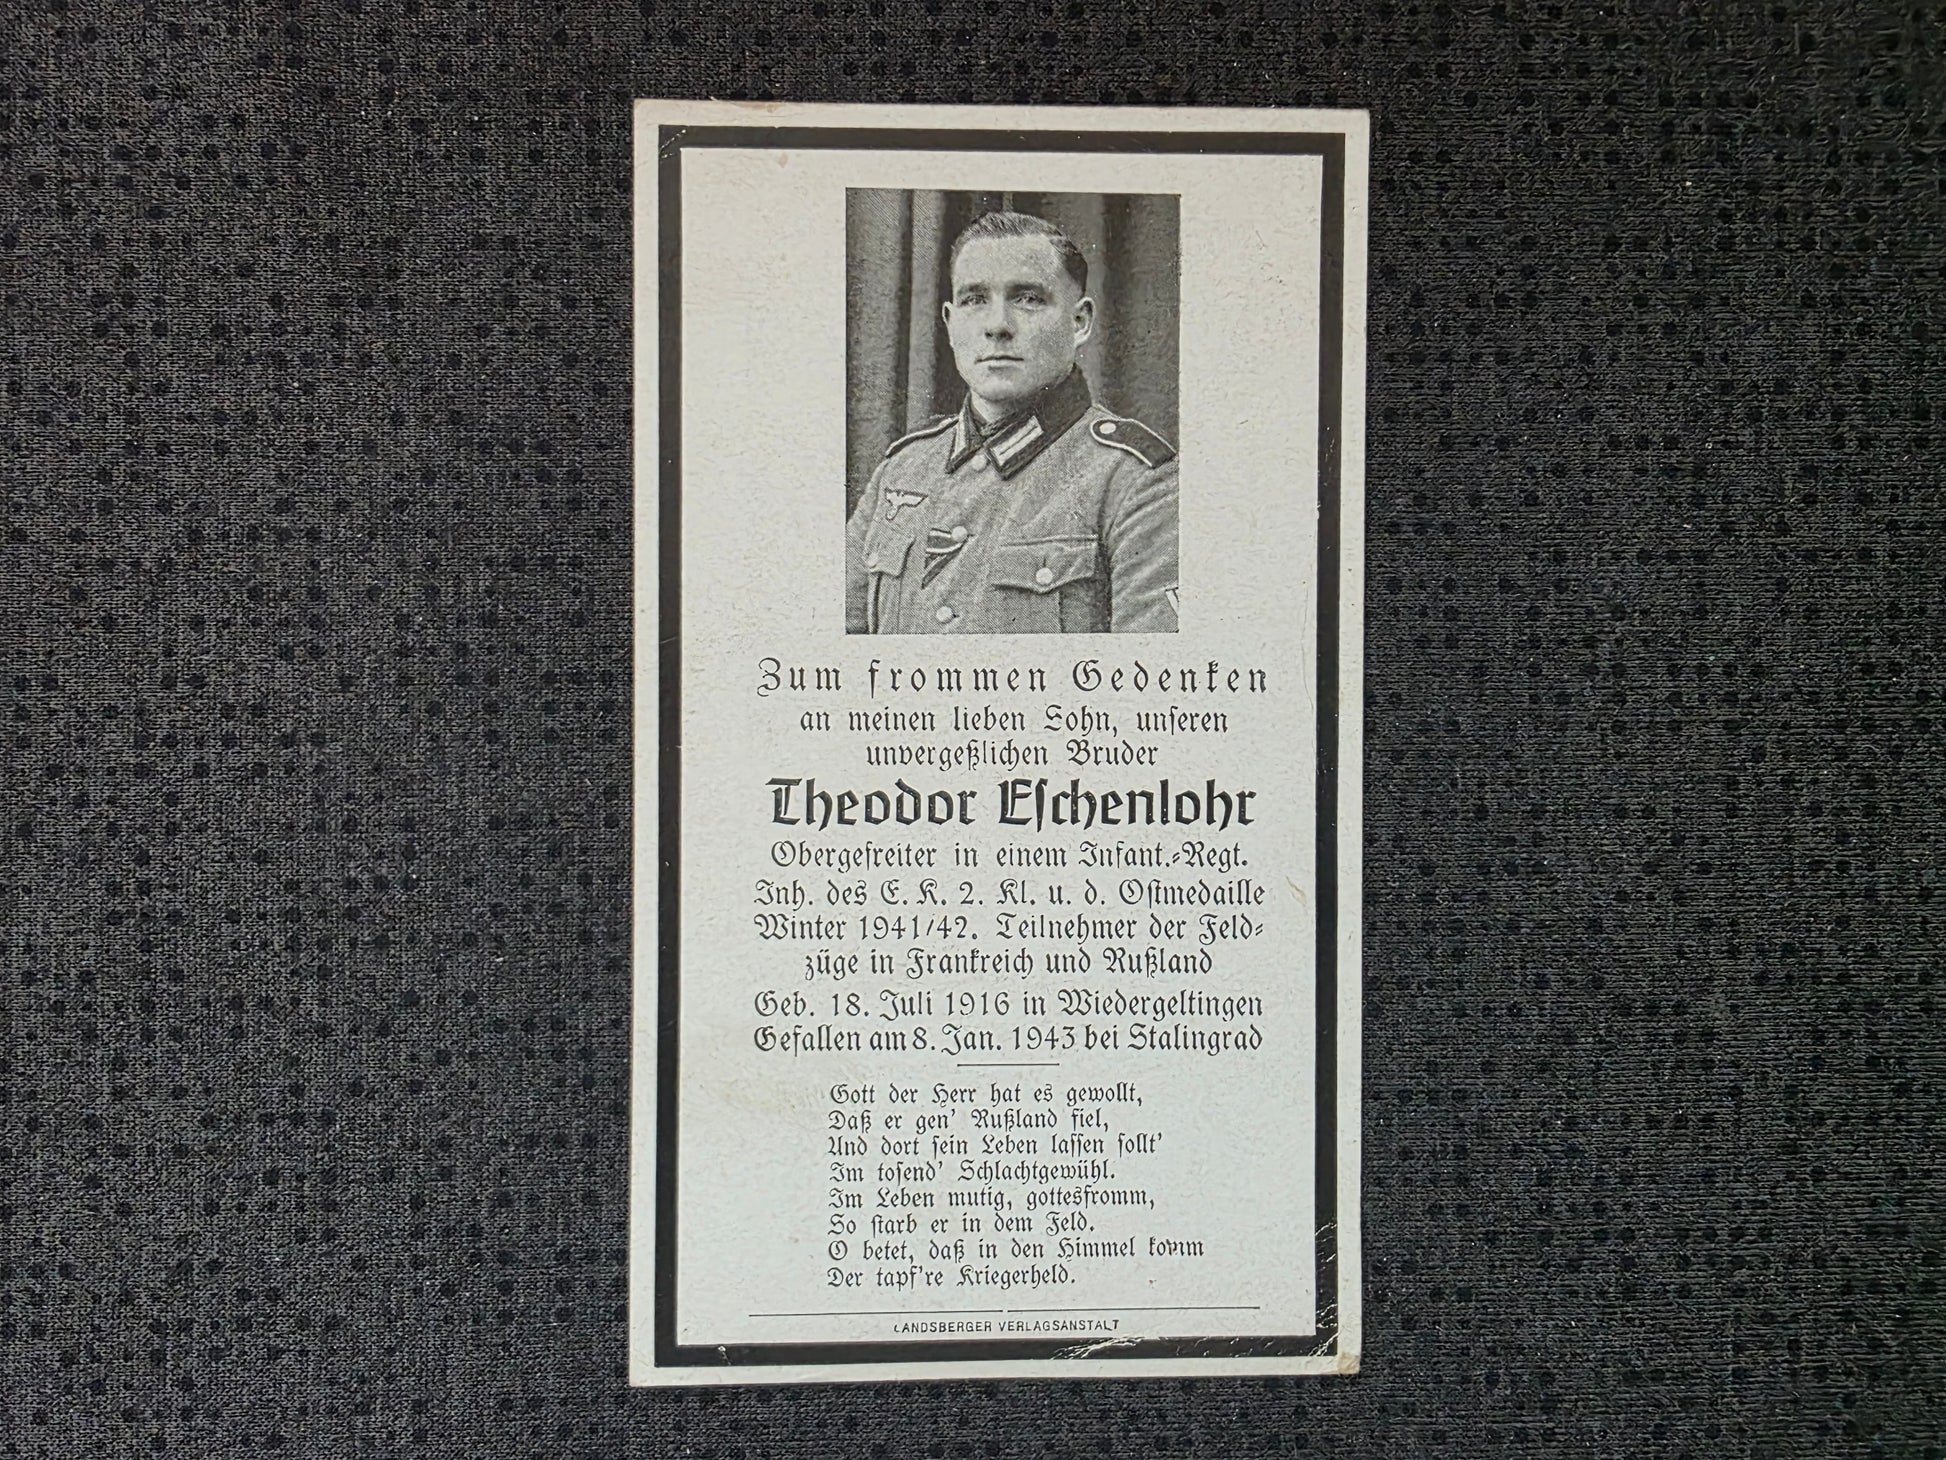 Zum frommen Gedenken
an meinen lieben Sohn, unseren
unvergeßlichen Bruder
Theodor Eschenlohr
Obergefreiter in einem Infant.-Regt.
Inh. des E. K. 2. Kl. u. d. Ostmedaille
Winter 1941/42. Teilnehmer der Feld-
züge in Frankreich und Rußland
Geb. 18. Juli 1916 in Wiedergeltingen
Gefallen am 8. Jan. 1943 bei Stalingrad
Gott der Herr hat es gewollt,
Daß er gen' Rußland fiel,
Und dort sein Leben lassen sollt'
Im tosend' Schlachtgewühl.
Im Leben mutig, gottesfromm,
So starb er in dem Feld.
O betet, daß in den Himmel komm
Der tapf're Kriegerheld.
LANDSBERGER VERLAGSANSTALT